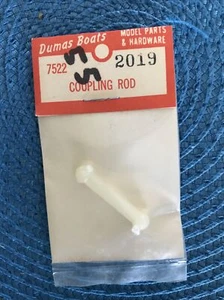 Dumas Boats
MODEL PARTS
& HARDWARE
7522
2019
COUPLING ROD